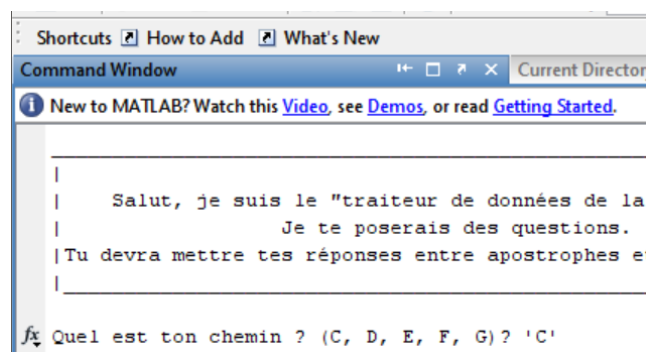 Shortcuts How to Add What's New
Command Window Current Director
New to MATLAB? Watch this Video, see Demos, or read Getting Started.
Salut, je suis le "traiteur de données de la
Je te poserais des questions.
|Tu devra mettre tes réponses entre apostrophes e
fx Quel est ton chemin ? (C, D, E, F, G)? 'C'